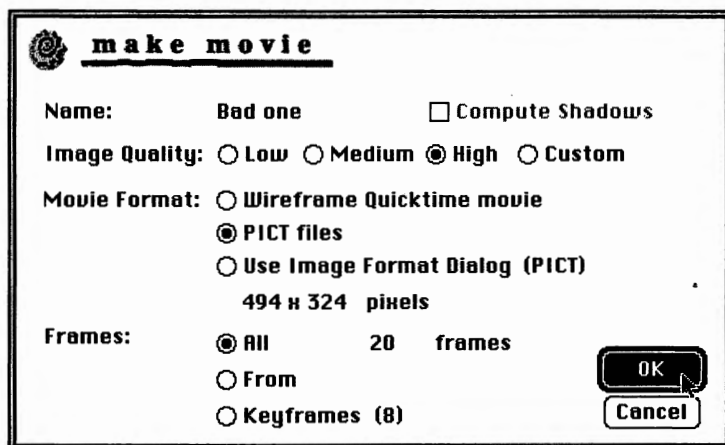 make movie
Name: Bad one Compute Shadows
Image Quality: Low Medium High Custom
Movie Format: Wireframe Quicktime movie
PICT files
Use Image Format Dialog (PICT)
494 x 324 pixels
Frames: All 20 frames
From
OK
Keyframes (8)
Cancel